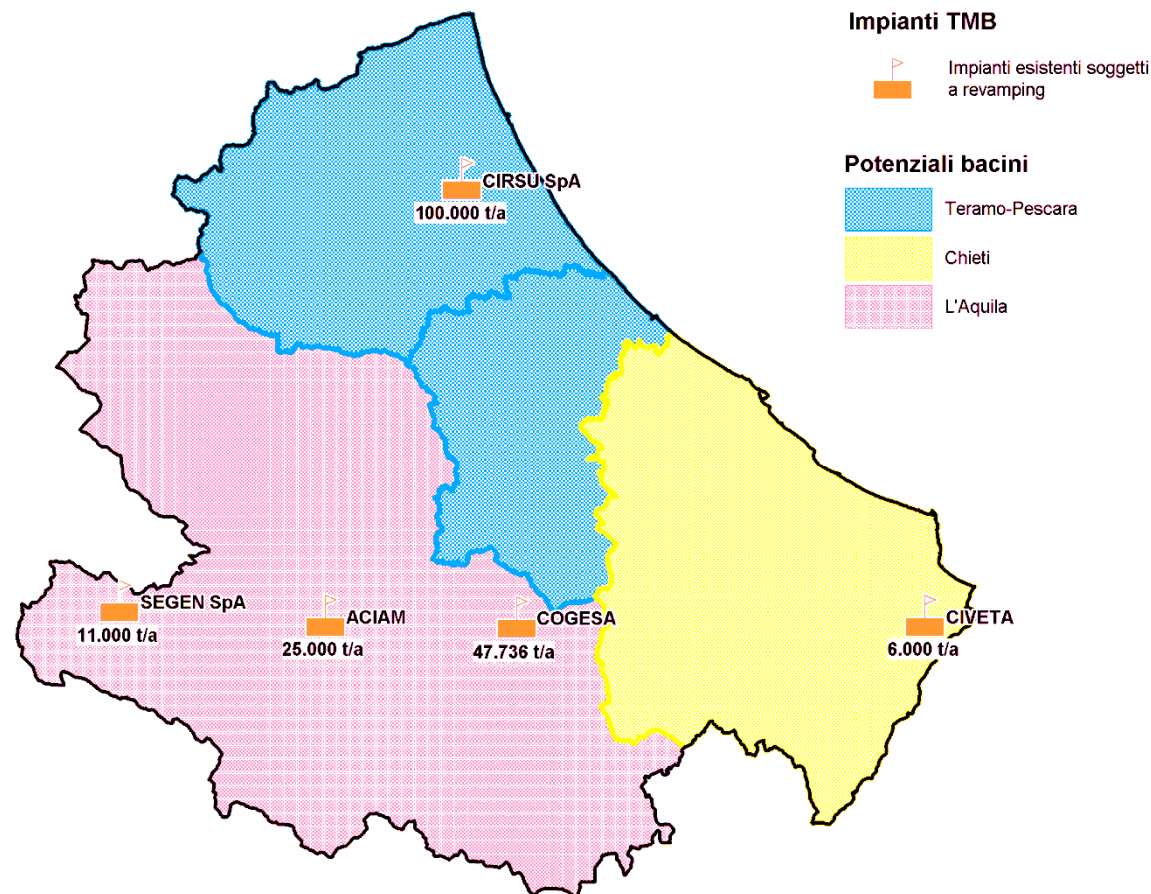 Impianti TMB
Impianti esistenti soggetti
a revamping
Potenziali bacini
Teramo-Pescara
Chieti
L'Aquila
CIRSU SpA
100.000 t/a
SEGEN SpA
11.000 t/a
ACIAM
25.000 t/a
COGESA
47.736 t/a
CIVETA
6.000 t/a